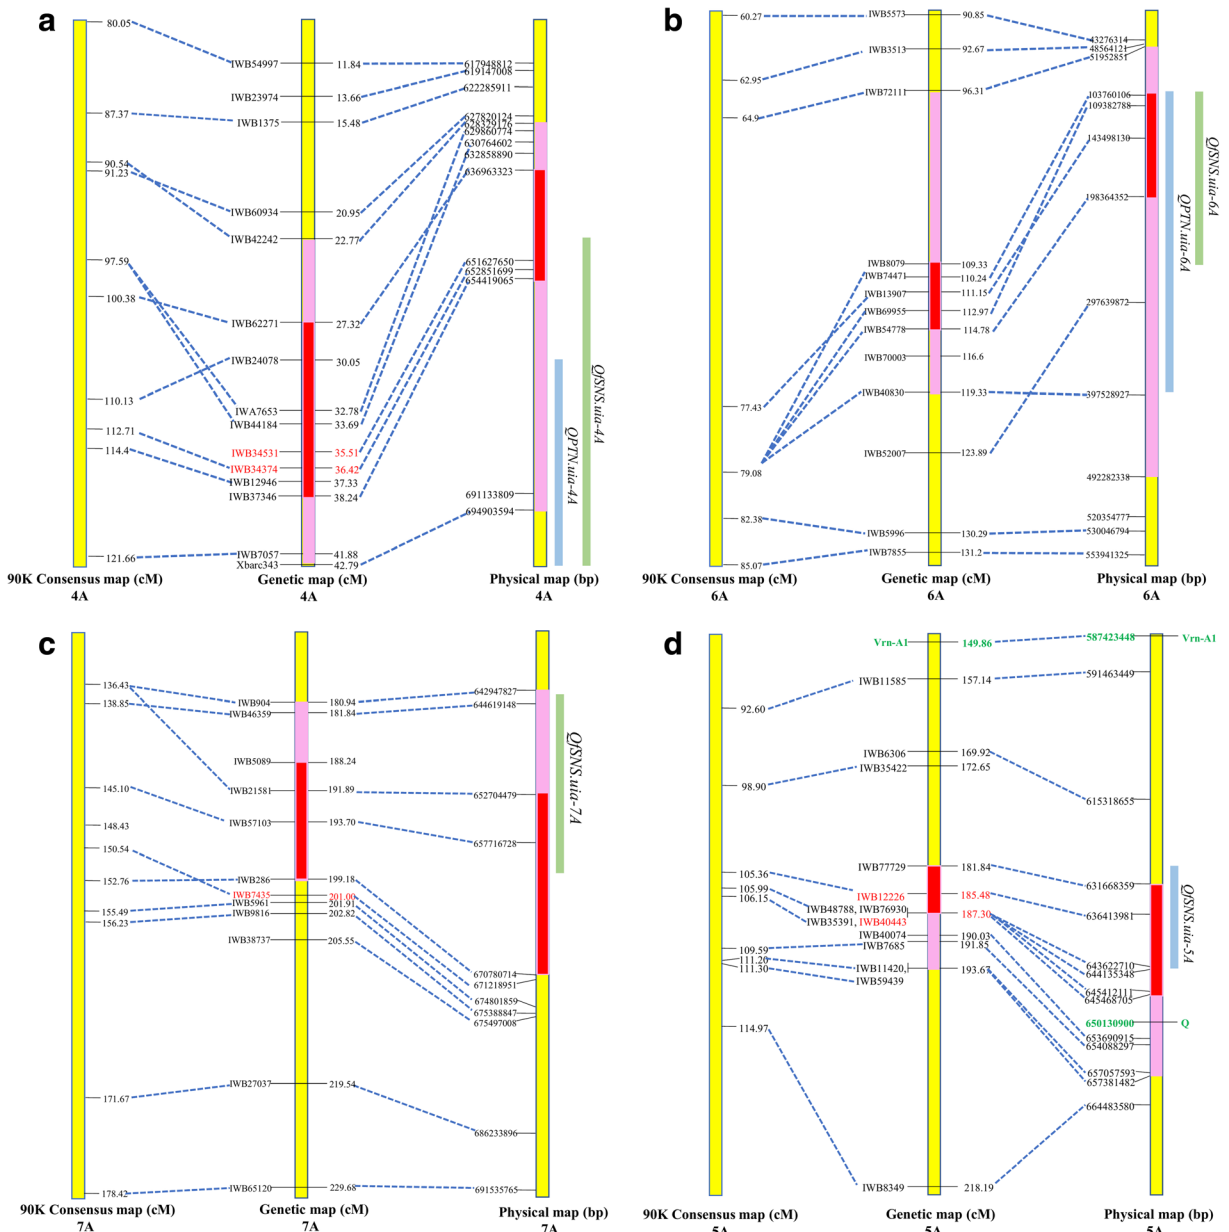 a
80.05
87.37
90.54
91.23
97.59
100.38
110.13
112.71
114.4
121.66
IWB54997 11.84
IWB23974 13.66
IWB1375 15.48
IWB60934 20.95
IWB42242 22.77
IWB62271 27.32
IWB24078 30.05
IWA7653 32.78
IWB44184 33.69
IWB34531 35.51
IWB34374 36.42
IWB12946 37.33
IWB37346 38.24
IWB7057 41.88
Xbarc343 42.79
617948812
619147008
622285911
627820124
628329176
629860774
630764602
632858890
636963323
651627650
652851699
654419065
691133809
694903594
QPTN.uia-4A
QfSNS.uia-4A
90K Consensus map (cM) Genetic map (cM) Physical map (bp)
4A 4A 4A
b
60.27
62.95
64.9
77.43
79.08
82.38
85.07
IWB5573 90.85
IWB3513 92.67
IWB72111 96.31
IWB8079 109.33
IWB74471 110.24
IWB13907 111.15
IWB69955 112.97
IWB54778 114.78
IWB70003 116.6
IWB40830 119.33
IWB52007 123.89
IWB5996 130.29
IWB7855 131.2
43276314
48564121
51952851
103760106
109382788
143498130
198364352
297639872
397528927
492282338
520354777
530046794
553941325
QPTN.uia-6A
QfSNS.uia-6A
90K Consensus map (cM) Genetic map (cM) Physical map (bp)
6A 6A 6A
c
136.43
138.85
145.10
148.43
150.54
152.76
155.49
156.23
171.67
178.42
IWB904 180.94
IWB46359 181.84
IWB5089 188.24
IWB21581 191.89
IWB57103 193.70
IWB286 199.18
IWB7435 201.00
IWB5961 201.91
IWB9816 202.82
IWB38737 205.55
IWB27037 219.54
IWB65120 229.68
642947827
644619148
652704479
657716728
670780714
671218951
674801859
675388847
675497008
686233896
691535765
QfSNS.uia-7A
90K Consensus map (cM) Genetic map (cM) Physical map (bp)
7A 7A 7A
d
92.60
98.90
105.36
105.99
106.15
109.59
111.20
111.30
114.97
Vrn-A1 149.86
IWB11585 157.14
IWB6306 169.92
IWB35422 172.65
IWB77729 181.84
IWB12226 185.48
IWB48788, IWB76930, 187.30
IWB35391, IWB40443
IWB40074 190.03
IWB7685 191.85
IWB11420, 193.67
IWB59439
IWB8349 218.19
587423448 Vrn-A1
591463449
615318655
631668359
636413981
643622710
644135348
645412111
645468705
650130900 Q
653690915
654088297
657057593
657381482
664483580
QfSNS.uia-5A
90K Consensus map (cM) Genetic map (cM) Physical map (bp)
5A 5A 5A